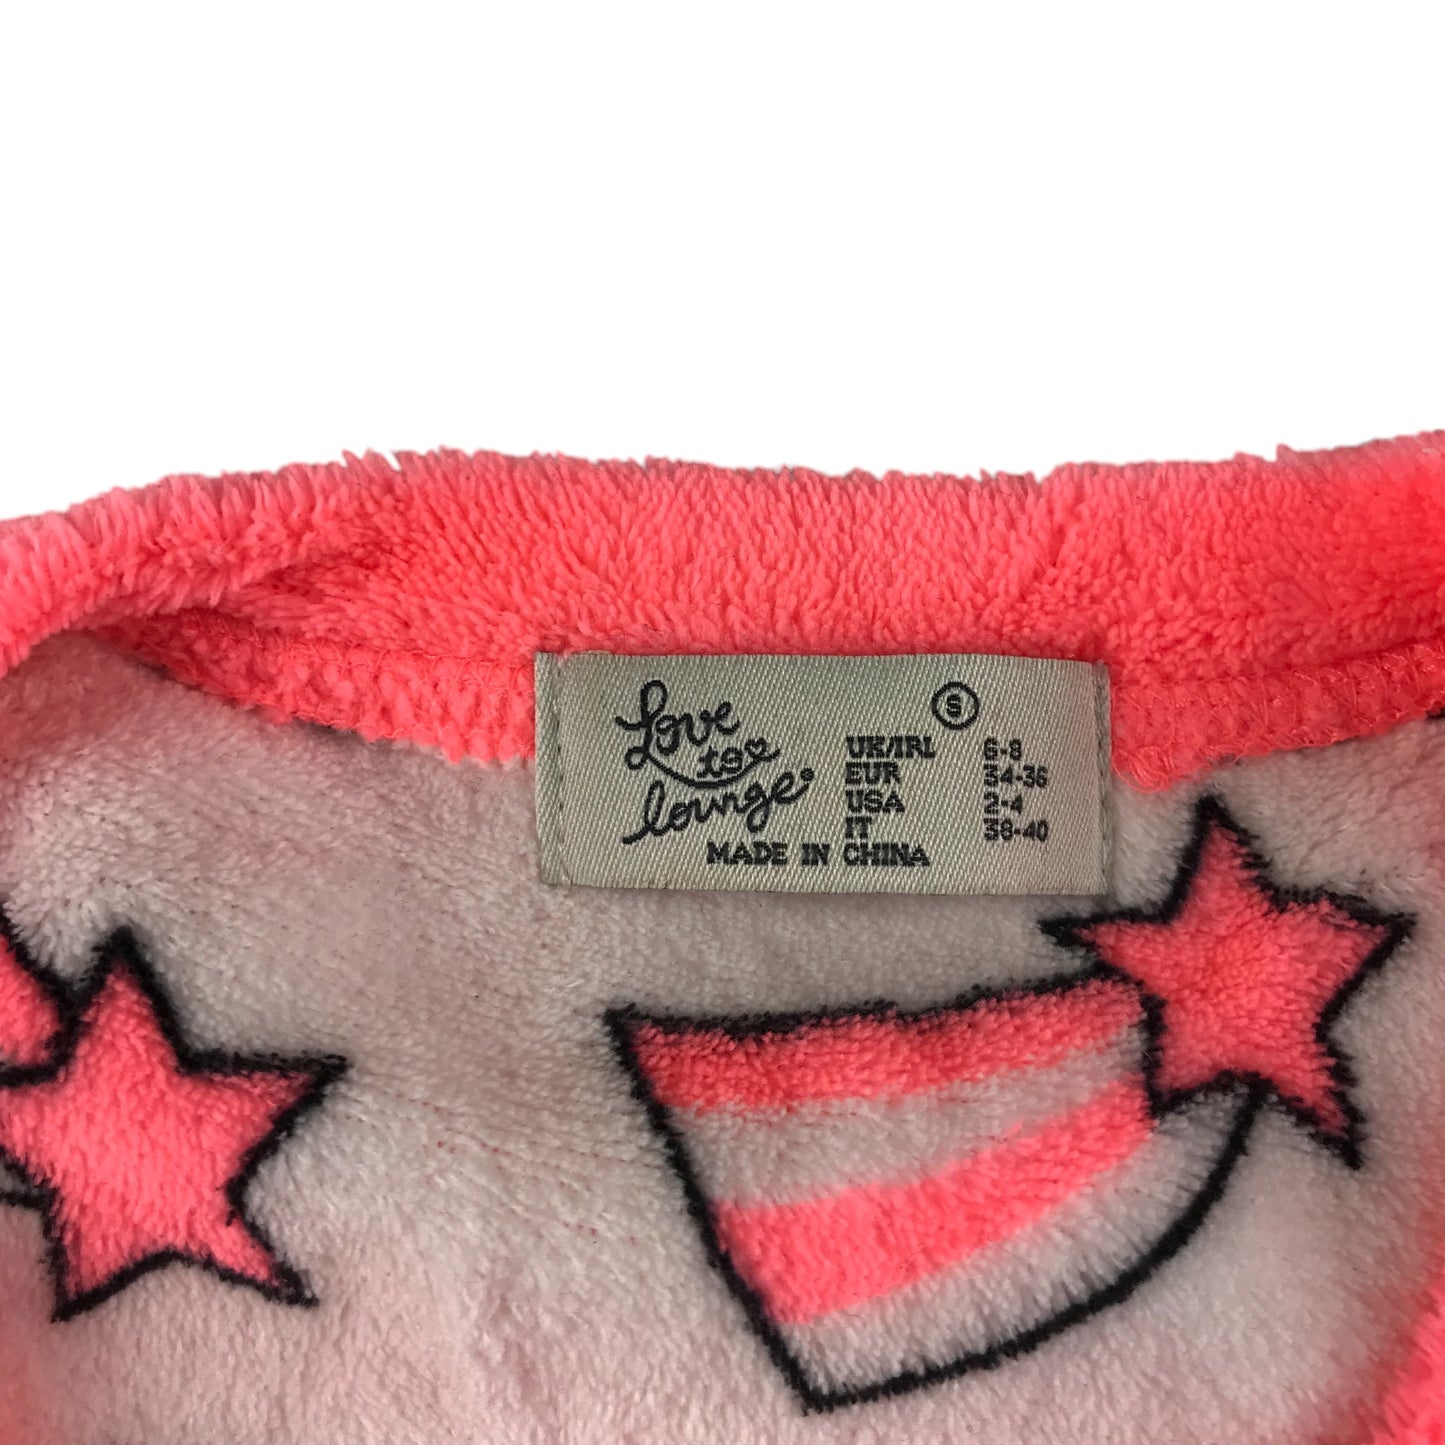 Love
to
lounge®
S
UK/IRL 6-8
EUR 34-36
USA 2-4
IT 38-40
MADE IN CHINA